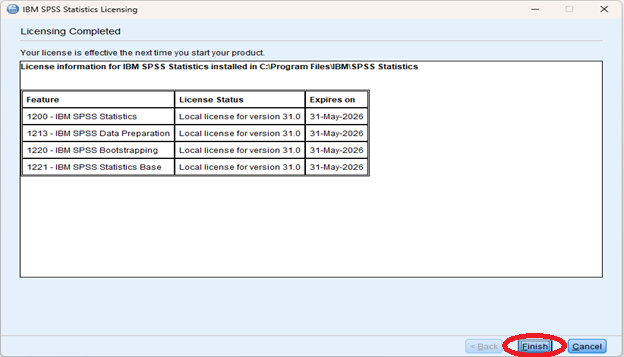 IBM SPSS Statistics Licensing
Licensing Completed
Your license is effective the next time you start your product.
License information for IBM SPSS Statistics installed in C:\Program Files\IBM\SPSS Statistics
Feature License Status Expires on
1200 - IBM SPSS Statistics Local license for version 31.0 31-May-2026
1213 - IBM SPSS Data Preparation Local license for version 31.0 31-May-2026
1220 - IBM SPSS Bootstrapping Local license for version 31.0 31-May-2026
1221 - IBM SPSS Statistics Base Local license for version 31.0 31-May-2026
< Back Finish Cancel